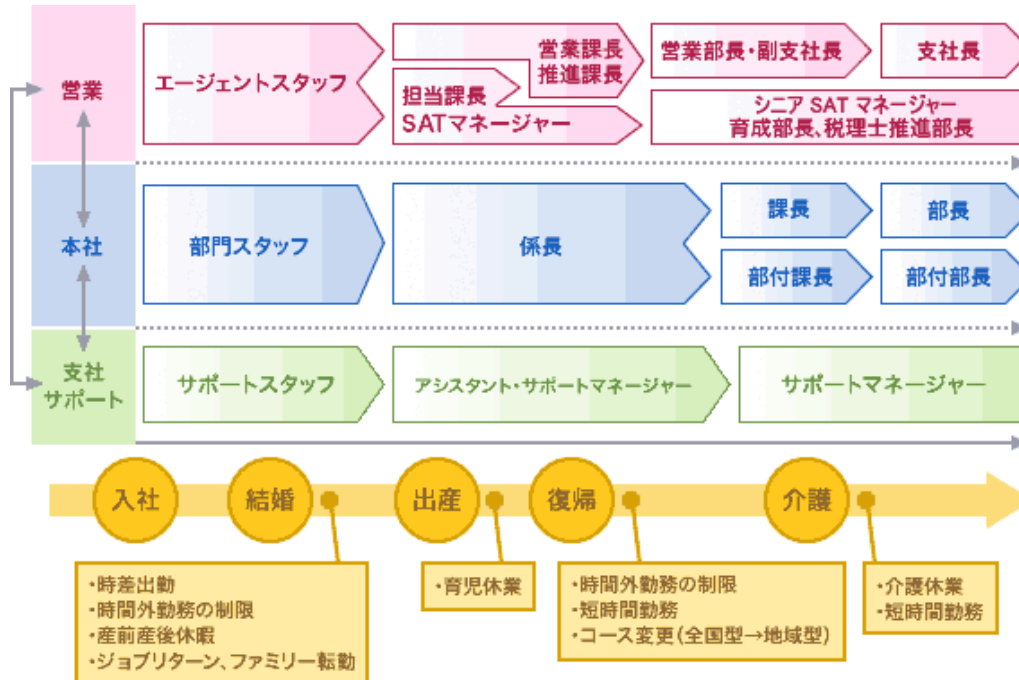 営業
エージェントスタッフ
営業課長
推進課長
担当課長
SATマネージャー
営業部長・副支社長
支社長
シニア SAT マネージャー
育成部長、税理士推進部長
本社
部門スタッフ
係長
課長
部長
部付課長
部付部長
支社
サポート
サポートスタッフ
アシスタント・サポートマネージャー
サポートマネージャー
入社
結婚
出産
復帰
介護
・時差出勤
・時間外勤務の制限
・産前産後休暇
・ジョブリターン、ファミリー転勤
・育児休業
・時間外勤務の制限
・短時間勤務
・コース変更(全国型→地域型)
・介護休業
・短時間勤務